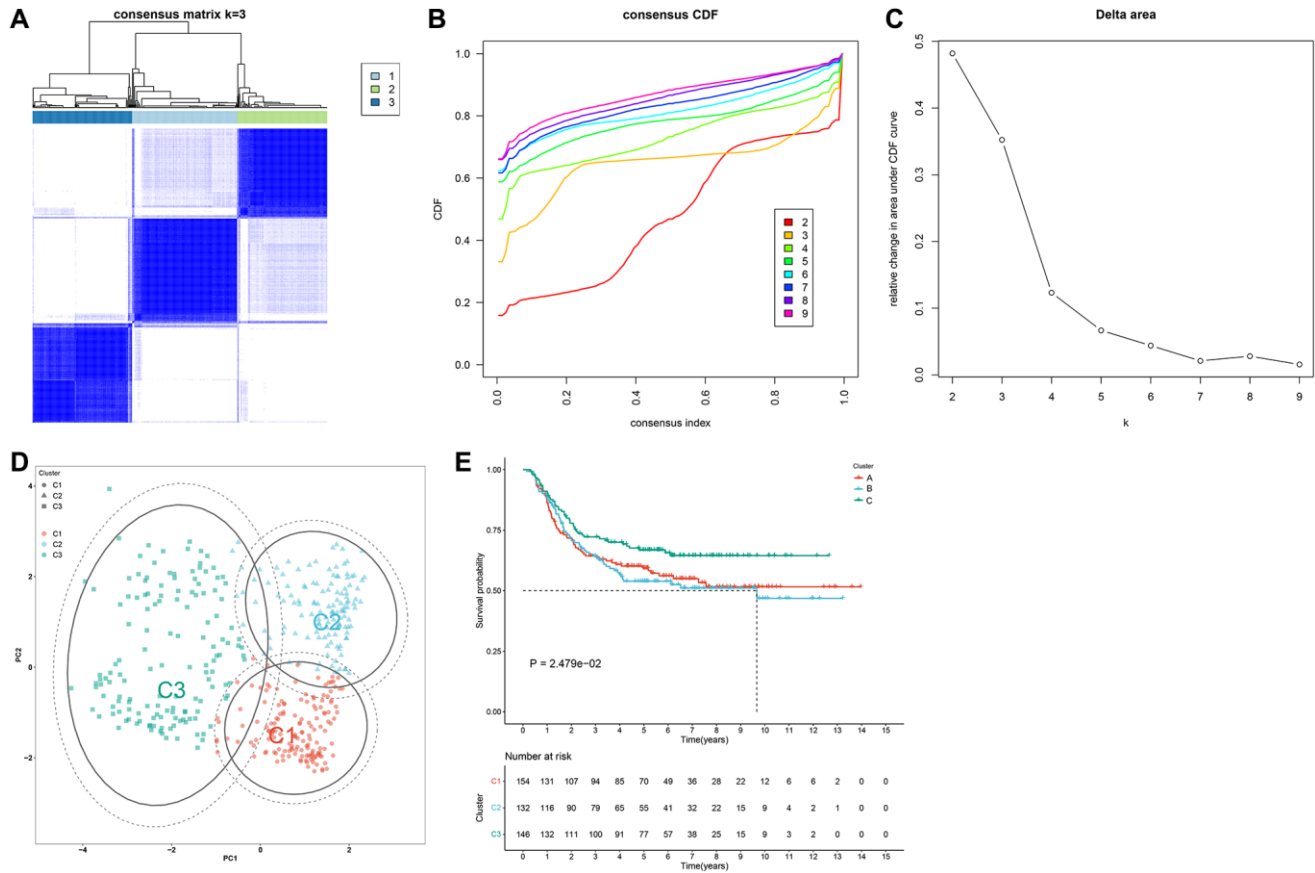 A
consensus matrix k=3
1
2
3
B
consensus CDF
CDF
1.0
0.8
0.6
0.4
0.2
0.0
2
3
4
5
6
7
8
9
0.0 0.2 0.4 0.6 0.8 1.0
consensus index
C
Delta area
relative change in area under CDF curve
0.5
0.4
0.3
0.2
0.1
0.0
2 3 4 5 6 7 8 9
k
D
Cluster
C1
C2
C3
C1
C2
C3
PC2
4
2
0
−2
C2
C3
C1
−4 −2 0 2
PC1
E
Cluster
A
B
C
Survival probability
1.00
0.75
0.50
0.25
0.00
P = 2.479e−02
0 1 2 3 4 5 6 7 8 9 10 11 12 13 14 15
Time(years)
Number at risk
Cluster
C1 154 131 107 94 85 70 49 36 28 22 12 6 6 2 0 0
C2 132 116 90 79 65 55 41 32 22 15 9 4 2 1 0 0
C3 146 132 111 100 91 77 57 38 25 15 9 3 2 0 0 0
0 1 2 3 4 5 6 7 8 9 10 11 12 13 14 15
Time(years)